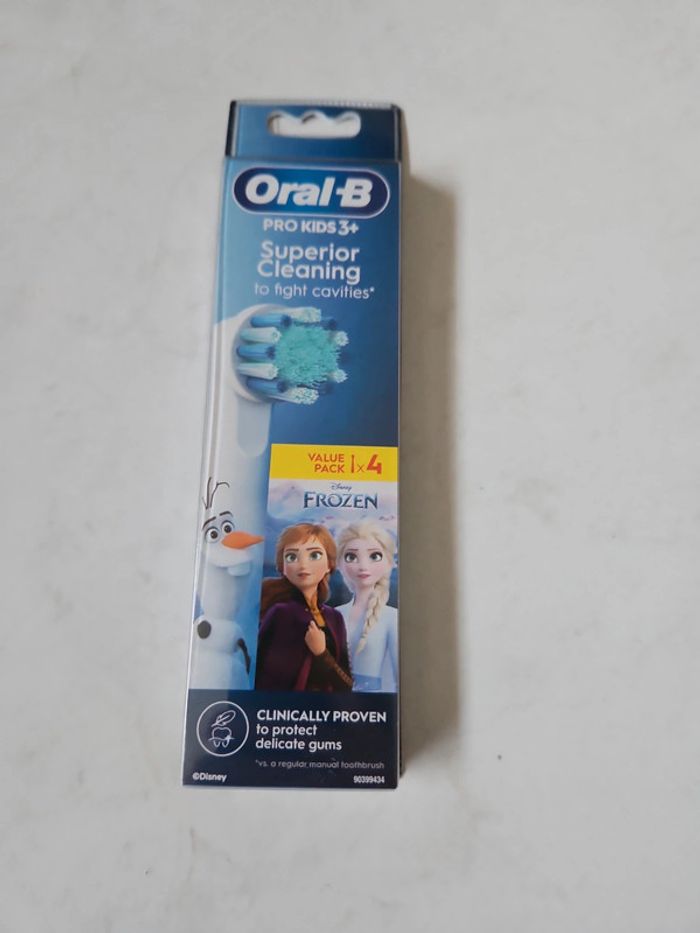 Oral-B
PRO KIDS 3+
Superior
Cleaning
to fight cavities*
VALUE
PACK x4
Disney
FROZEN
CLINICALLY PROVEN
to protect
delicate gums
*vs. a regular manual toothbrush
©Disney 90399434